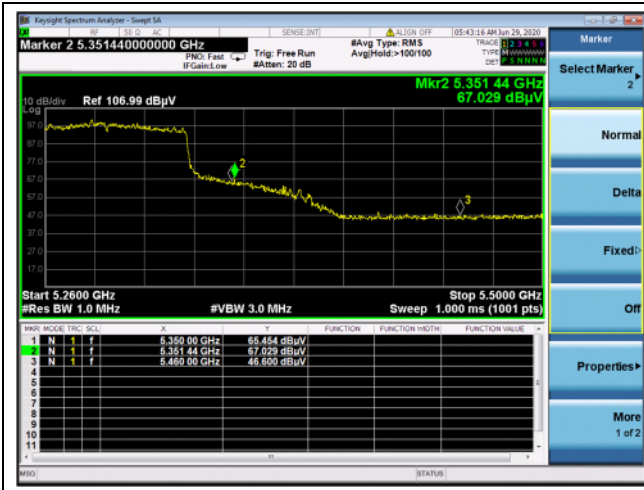 Keysight Spectrum Analyzer - Swept SA
RF 50 Ω AC SENSE:INT ALIGN OFF 05:43:16 AM Jun 29, 2020
Marker 2 5.351440000000 GHz
#Avg Type: RMS
TRACE 1 2 3 4 5 6
PNO: Fast
Trig: Free Run
Avg|Hold:>100/100
TYPE M WWWWW
IFGain:Low
#Atten: 20 dB
DET P S N N N N
Mkr2 5.351 44 GHz
67.029 dBµV
10 dB/div Ref 106.99 dBµV
Log
97.0
87.0
77.0
67.0
57.0
47.0
37.0
27.0
17.0
2
3
Start 5.2600 GHz
Stop 5.5000 GHz
#Res BW 1.0 MHz
#VBW 3.0 MHz
Sweep 1.000 ms (1001 pts)
MKR MODE TRC SCL X Y FUNCTION FUNCTION WIDTH FUNCTION VALUE
1 N 1 f 5.350 00 GHz 65.454 dBµV
2 N 1 f 5.351 44 GHz 67.029 dBµV
3 N 1 f 5.460 00 GHz 46.600 dBµV
4
5
6
7
8
9
10
11
MSG
STATUS
Marker
Select Marker
2
Normal
Delta
Fixed
Off
Properties
More
1 of 2